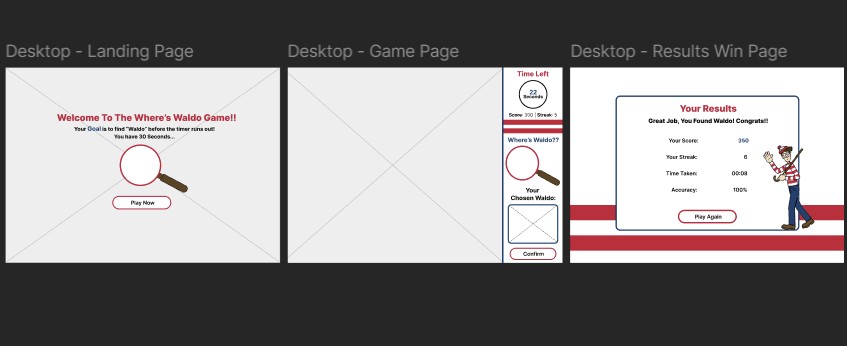 Desktop - Landing Page
Welcome To The Where's Waldo Game!!
Your Goal is to find "Waldo" before the timer runs out!
You have 30 Seconds...
Play Now
Desktop - Game Page
Time Left
22
Seconds
Score: 300 | Streak: 5
Where's Waldo??
Your
Chosen Waldo:
Confirm
Desktop - Results Win Page
Your Results
Great Job, You Found Waldo! Congrats!!
Your Score: 350
Your Streak: 6
Time Taken: 00:08
Accuracy: 100%
Play Again